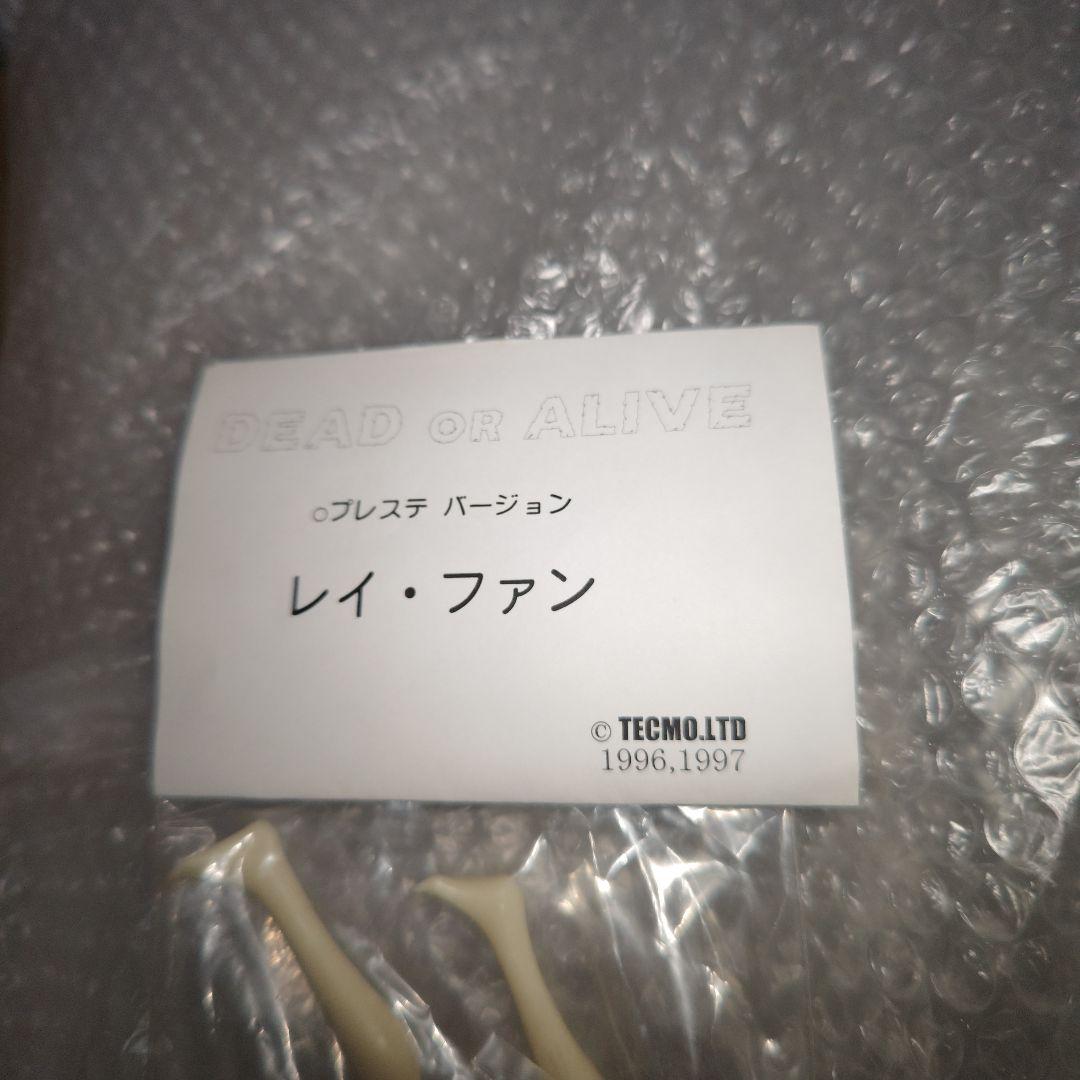 DEAD OR ALIVE
○プレステ バージョン
レイ・ファン
© TECMO.LTD
1996,1997